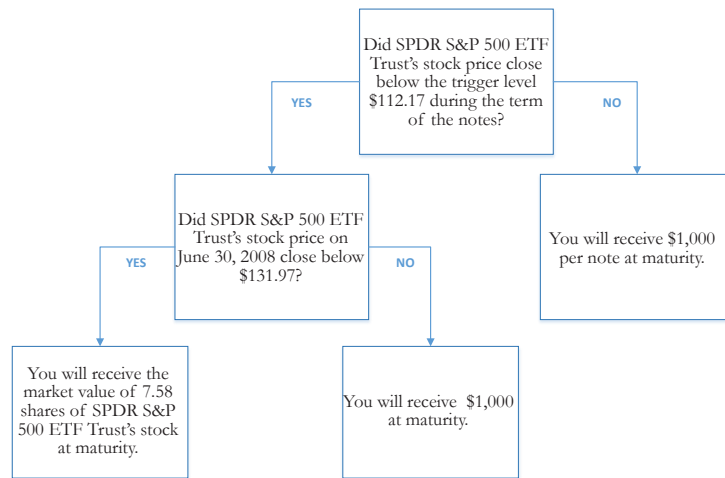 Did SPDR S&P 500 ETF
Trust's stock price close
below the trigger level
$112.17 during the term
of the notes?
YES
NO
Did SPDR S&P 500 ETF
Trust's stock price on
June 30, 2008 close below
$131.97?
You will receive $1,000
per note at maturity.
YES
NO
You will receive the
market value of 7.58
shares of SPDR S&P
500 ETF Trust's stock
at maturity.
You will receive $1,000
at maturity.